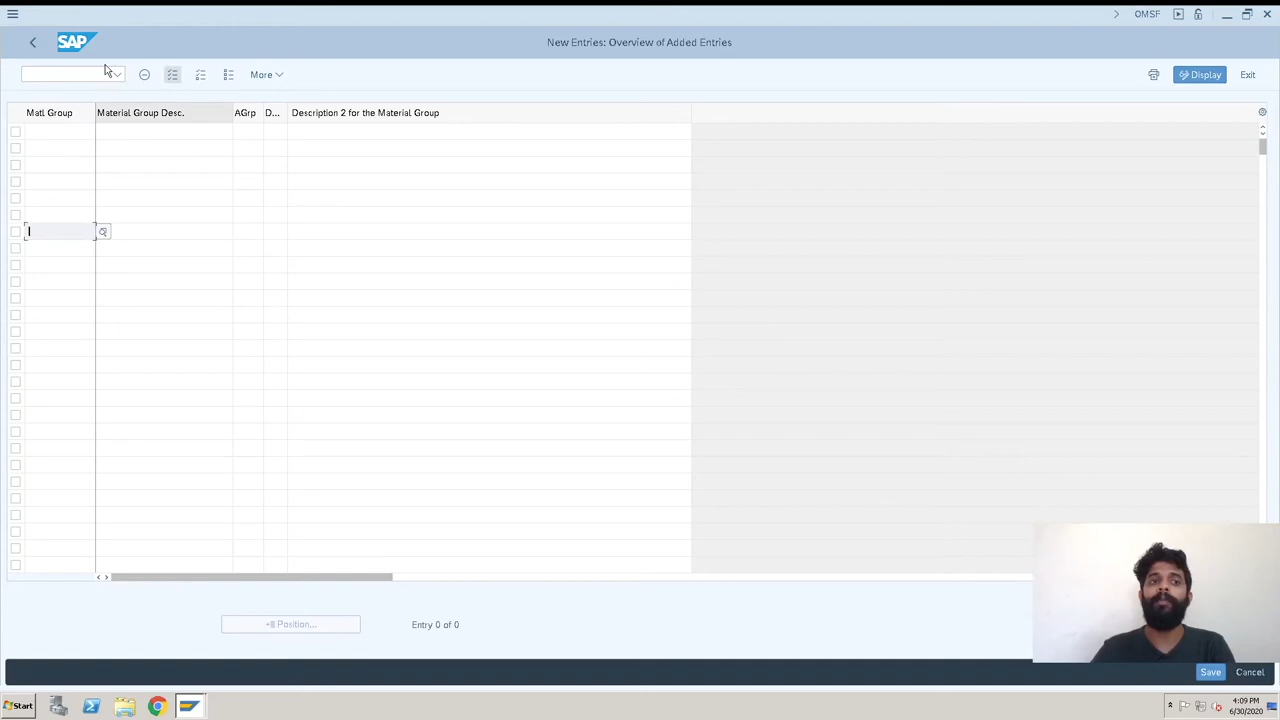 OMSF
SAP
New Entries: Overview of Added Entries
More
Display
Exit
Matl Group
Material Group Desc.
AGrp
D...
Description 2 for the Material Group
Position...
Entry 0 of 0
Save
Cancel
Start
4:09 PM
6/30/2020